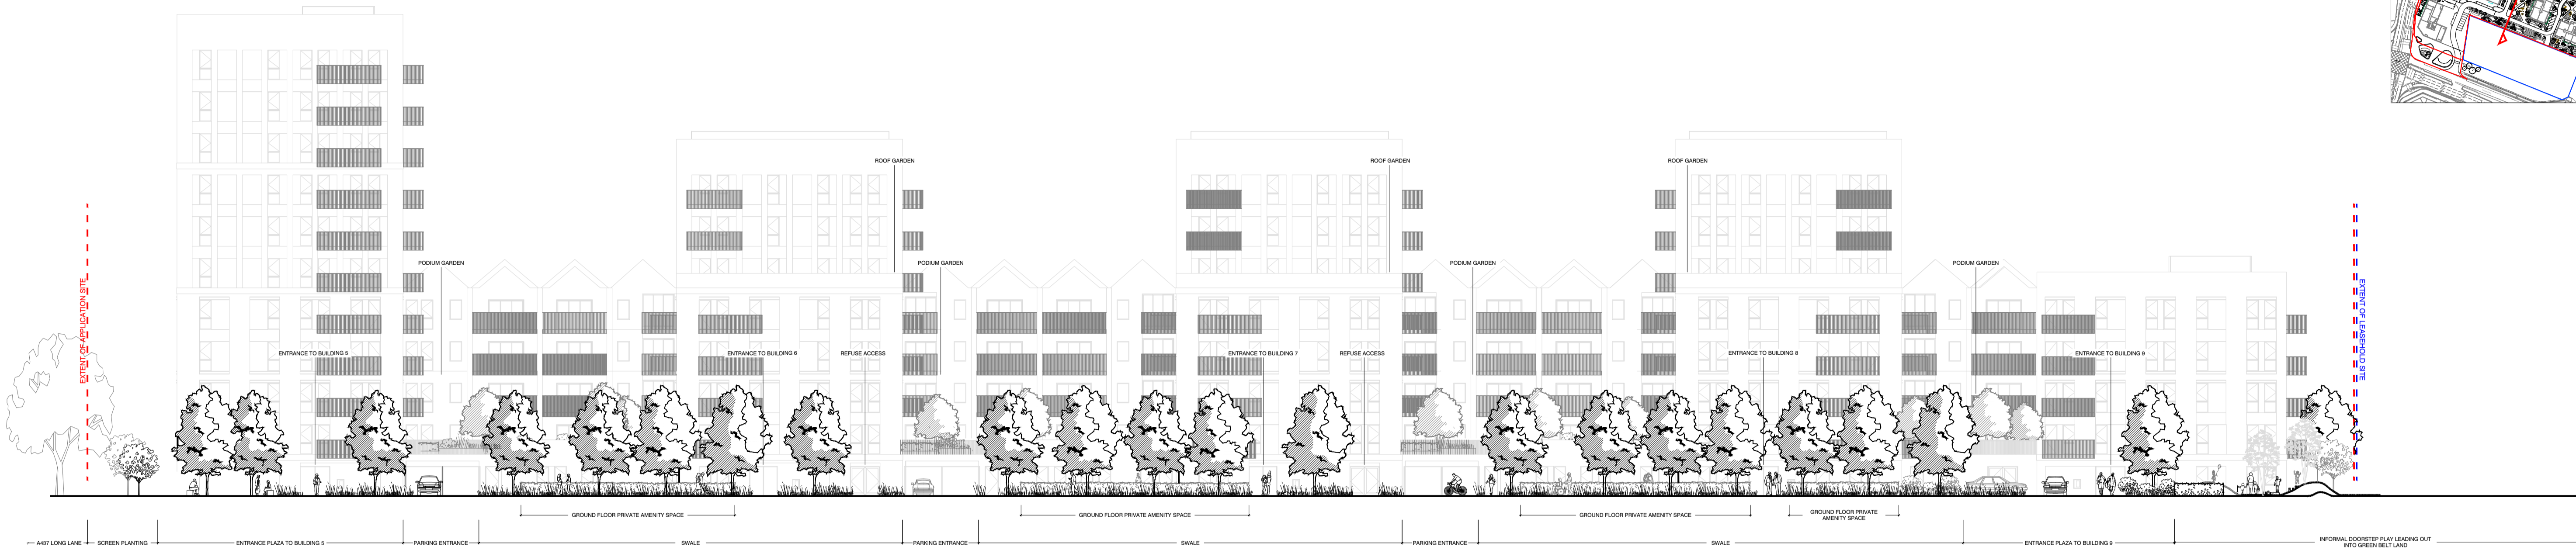 ROOF GARDEN
ROOF GARDEN
ROOF GARDEN
PODIUM GARDEN
PODIUM GARDEN
PODIUM GARDEN
PODIUM GARDEN
EXTENT OF APPLICATION SITE
EXTENT OF LEASEHOLD SITE
ENTRANCE TO BUILDING 5
ENTRANCE TO BUILDING 6
REFUSE ACCESS
ENTRANCE TO BUILDING 7
REFUSE ACCESS
ENTRANCE TO BUILDING 8
ENTRANCE TO BUILDING 9
GROUND FLOOR PRIVATE AMENITY SPACE
GROUND FLOOR PRIVATE AMENITY SPACE
GROUND FLOOR PRIVATE AMENITY SPACE
GROUND FLOOR PRIVATE
AMENITY SPACE
A437 LONG LANE
SCREEN PLANTING
ENTRANCE PLAZA TO BUILDING 5
PARKING ENTRANCE
SWALE
PARKING ENTRANCE
SWALE
PARKING ENTRANCE
SWALE
ENTRANCE PLAZA TO BUILDING 9
INFORMAL DOORSTEP PLAY LEADING OUT
INTO GREEN BELT LAND